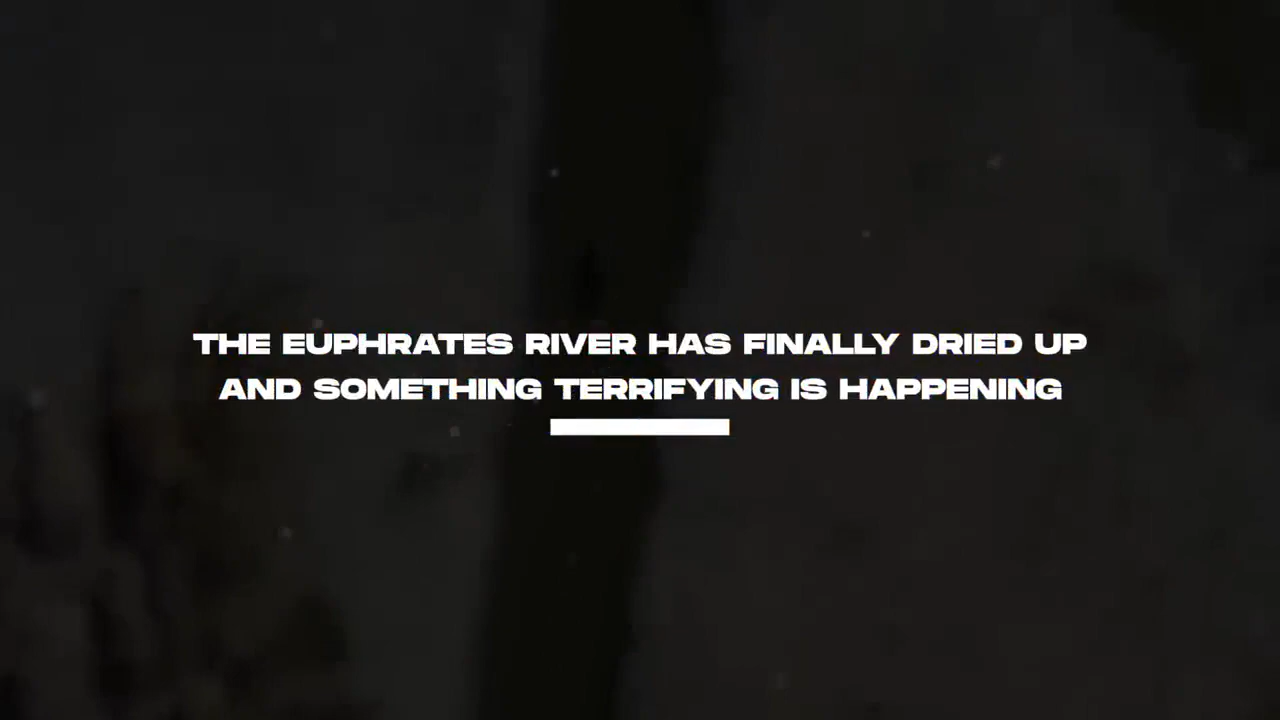 THE EUPHRATES RIVER HAS FINALLY DRIED UP
AND SOMETHING TERRIFYING IS HAPPENING